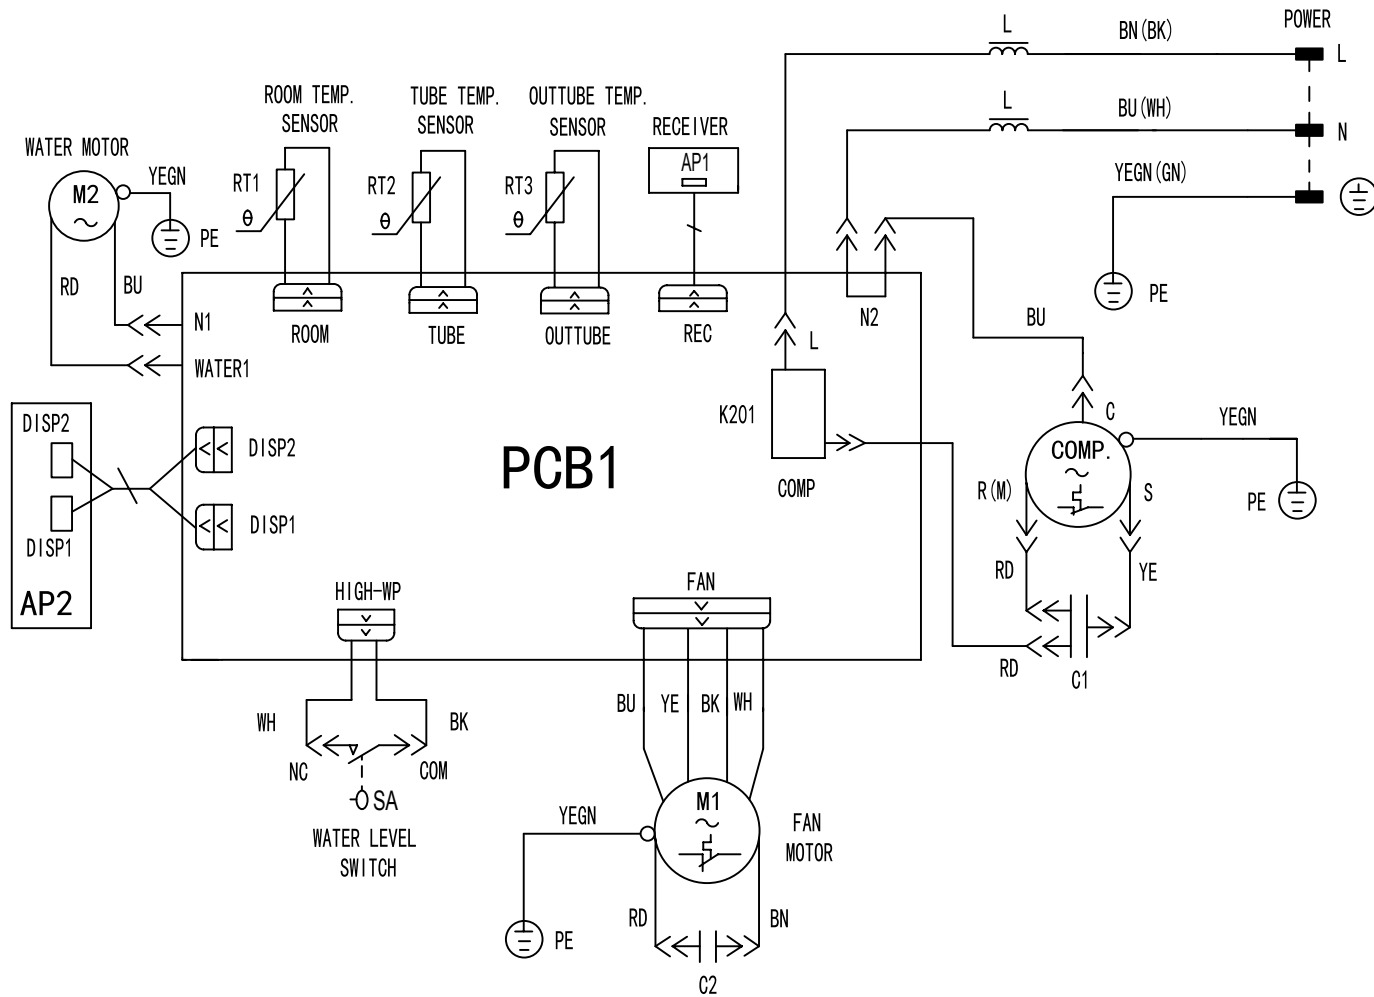 POWER
L
BN(BK)
L
L
BU(WH)
N
YEGN(GN)
PE
ROOM TEMP.
SENSOR
TUBE TEMP.
SENSOR
OUTTUBE TEMP.
SENSOR
RECEIVER
AP1
WATER MOTOR
M2
YEGN
PE
RT1
θ
RT2
θ
RT3
θ
RD
BU
N1
WATER1
ROOM
TUBE
OUTTUBE
REC
L
N2
BU
K201
COMP
C
COMP.
YEGN
PE
R(M)
S
RD
YE
RD
C1
DISP2
DISP1
AP2
DISP2
DISP1
PCB1
HIGH-WP
FAN
WH
BK
NC
COM
SA
WATER LEVEL
SWITCH
BU
YE
BK
WH
M1
YEGN
PE
FAN
MOTOR
RD
BN
C2